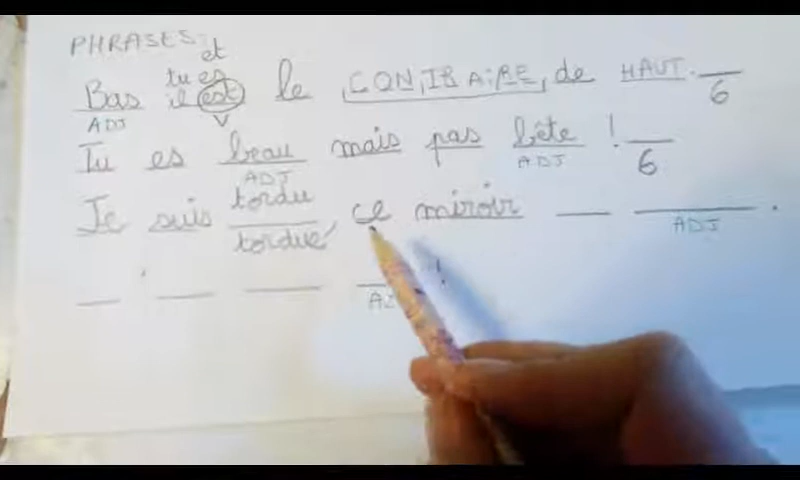 PHRASES:
et
tu es
Bas il est le CONTRAIRE de HAUT. 6
ADJ V
Tu es beau mais pas bête ! 6
ADJ ADJ
tordu
Je suis ce miroir
tordue
ADJ .
!